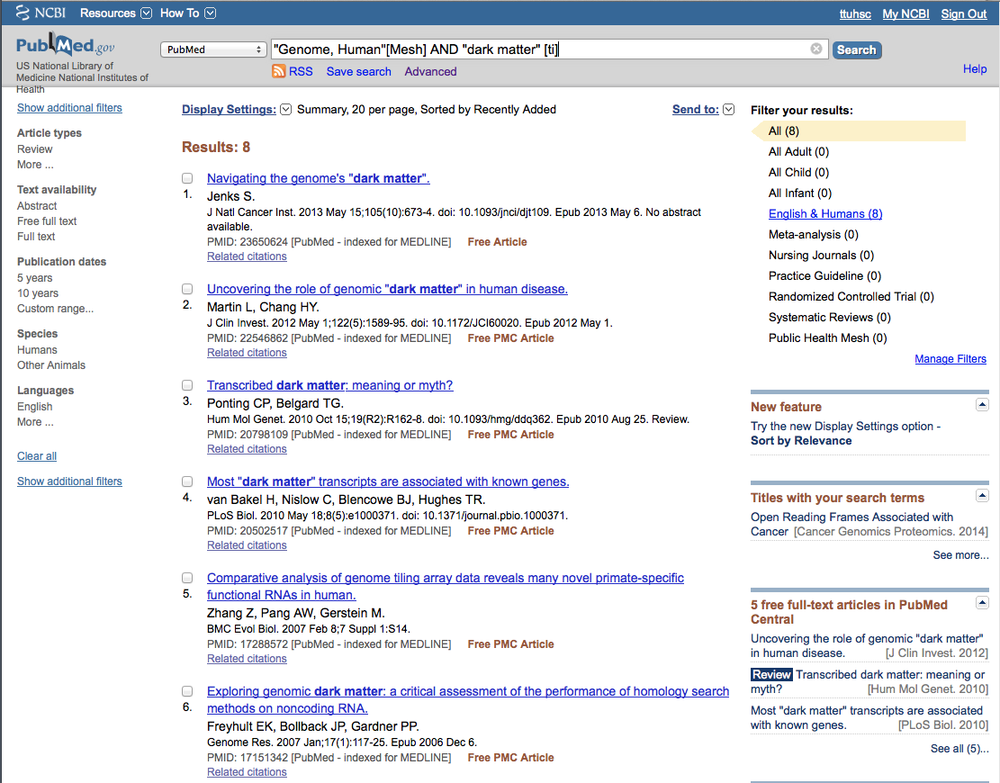 NCBI Resources How To ttuhsc My NCBI Sign Out
PubMed.gov
US National Library of
Medicine National Institutes of
Health
PubMed "Genome, Human"[Mesh] AND "dark matter" [ti] Search
RSS Save search Advanced
Help
Show additional filters
Article types
Review
More ...
Text availability
Abstract
Free full text
Full text
Publication dates
5 years
10 years
Custom range...
Species
Humans
Other Animals
Languages
English
More ...
Clear all
Show additional filters
Display Settings: Summary, 20 per page, Sorted by Recently Added Send to:
Results: 8
1. Navigating the genome's "dark matter".
Jenks S.
J Natl Cancer Inst. 2013 May 15;105(10):673-4. doi: 10.1093/jnci/djt109. Epub 2013 May 6. No abstract
available.
PMID: 23650624 [PubMed - indexed for MEDLINE] Free Article
Related citations
2. Uncovering the role of genomic "dark matter" in human disease.
Martin L, Chang HY.
J Clin Invest. 2012 May 1;122(5):1589-95. doi: 10.1172/JCI60020. Epub 2012 May 1.
PMID: 22546862 [PubMed - indexed for MEDLINE] Free PMC Article
Related citations
3. Transcribed dark matter: meaning or myth?
Ponting CP, Belgard TG.
Hum Mol Genet. 2010 Oct 15;19(R2):R162-8. doi: 10.1093/hmg/ddq362. Epub 2010 Aug 25. Review.
PMID: 20798109 [PubMed - indexed for MEDLINE] Free PMC Article
Related citations
4. Most "dark matter" transcripts are associated with known genes.
van Bakel H, Nislow C, Blencowe BJ, Hughes TR.
PLoS Biol. 2010 May 18;8(5):e1000371. doi: 10.1371/journal.pbio.1000371.
PMID: 20502517 [PubMed - indexed for MEDLINE] Free PMC Article
Related citations
5. Comparative analysis of genome tiling array data reveals many novel primate-specific
functional RNAs in human.
Zhang Z, Pang AW, Gerstein M.
BMC Evol Biol. 2007 Feb 8;7 Suppl 1:S14.
PMID: 17288572 [PubMed - indexed for MEDLINE] Free PMC Article
Related citations
6. Exploring genomic dark matter: a critical assessment of the performance of homology search
methods on noncoding RNA.
Freyhult EK, Bollback JP, Gardner PP.
Genome Res. 2007 Jan;17(1):117-25. Epub 2006 Dec 6.
PMID: 17151342 [PubMed - indexed for MEDLINE] Free PMC Article
Related citations
Filter your results:
All (8)
All Adult (0)
All Child (0)
All Infant (0)
English & Humans (8)
Meta-analysis (0)
Nursing Journals (0)
Practice Guideline (0)
Randomized Controlled Trial (0)
Systematic Reviews (0)
Public Health Mesh (0)
Manage Filters
New feature
Try the new Display Settings option -
Sort by Relevance
Titles with your search terms
Open Reading Frames Associated with
Cancer [Cancer Genomics Proteomics. 2014]
See more...
5 free full-text articles in PubMed
Central
Uncovering the role of genomic "dark matter"
in human disease. [J Clin Invest. 2012]
Review Transcribed dark matter: meaning or
myth? [Hum Mol Genet. 2010]
Most "dark matter" transcripts are associated
with known genes. [PLoS Biol. 2010]
See all (5)...